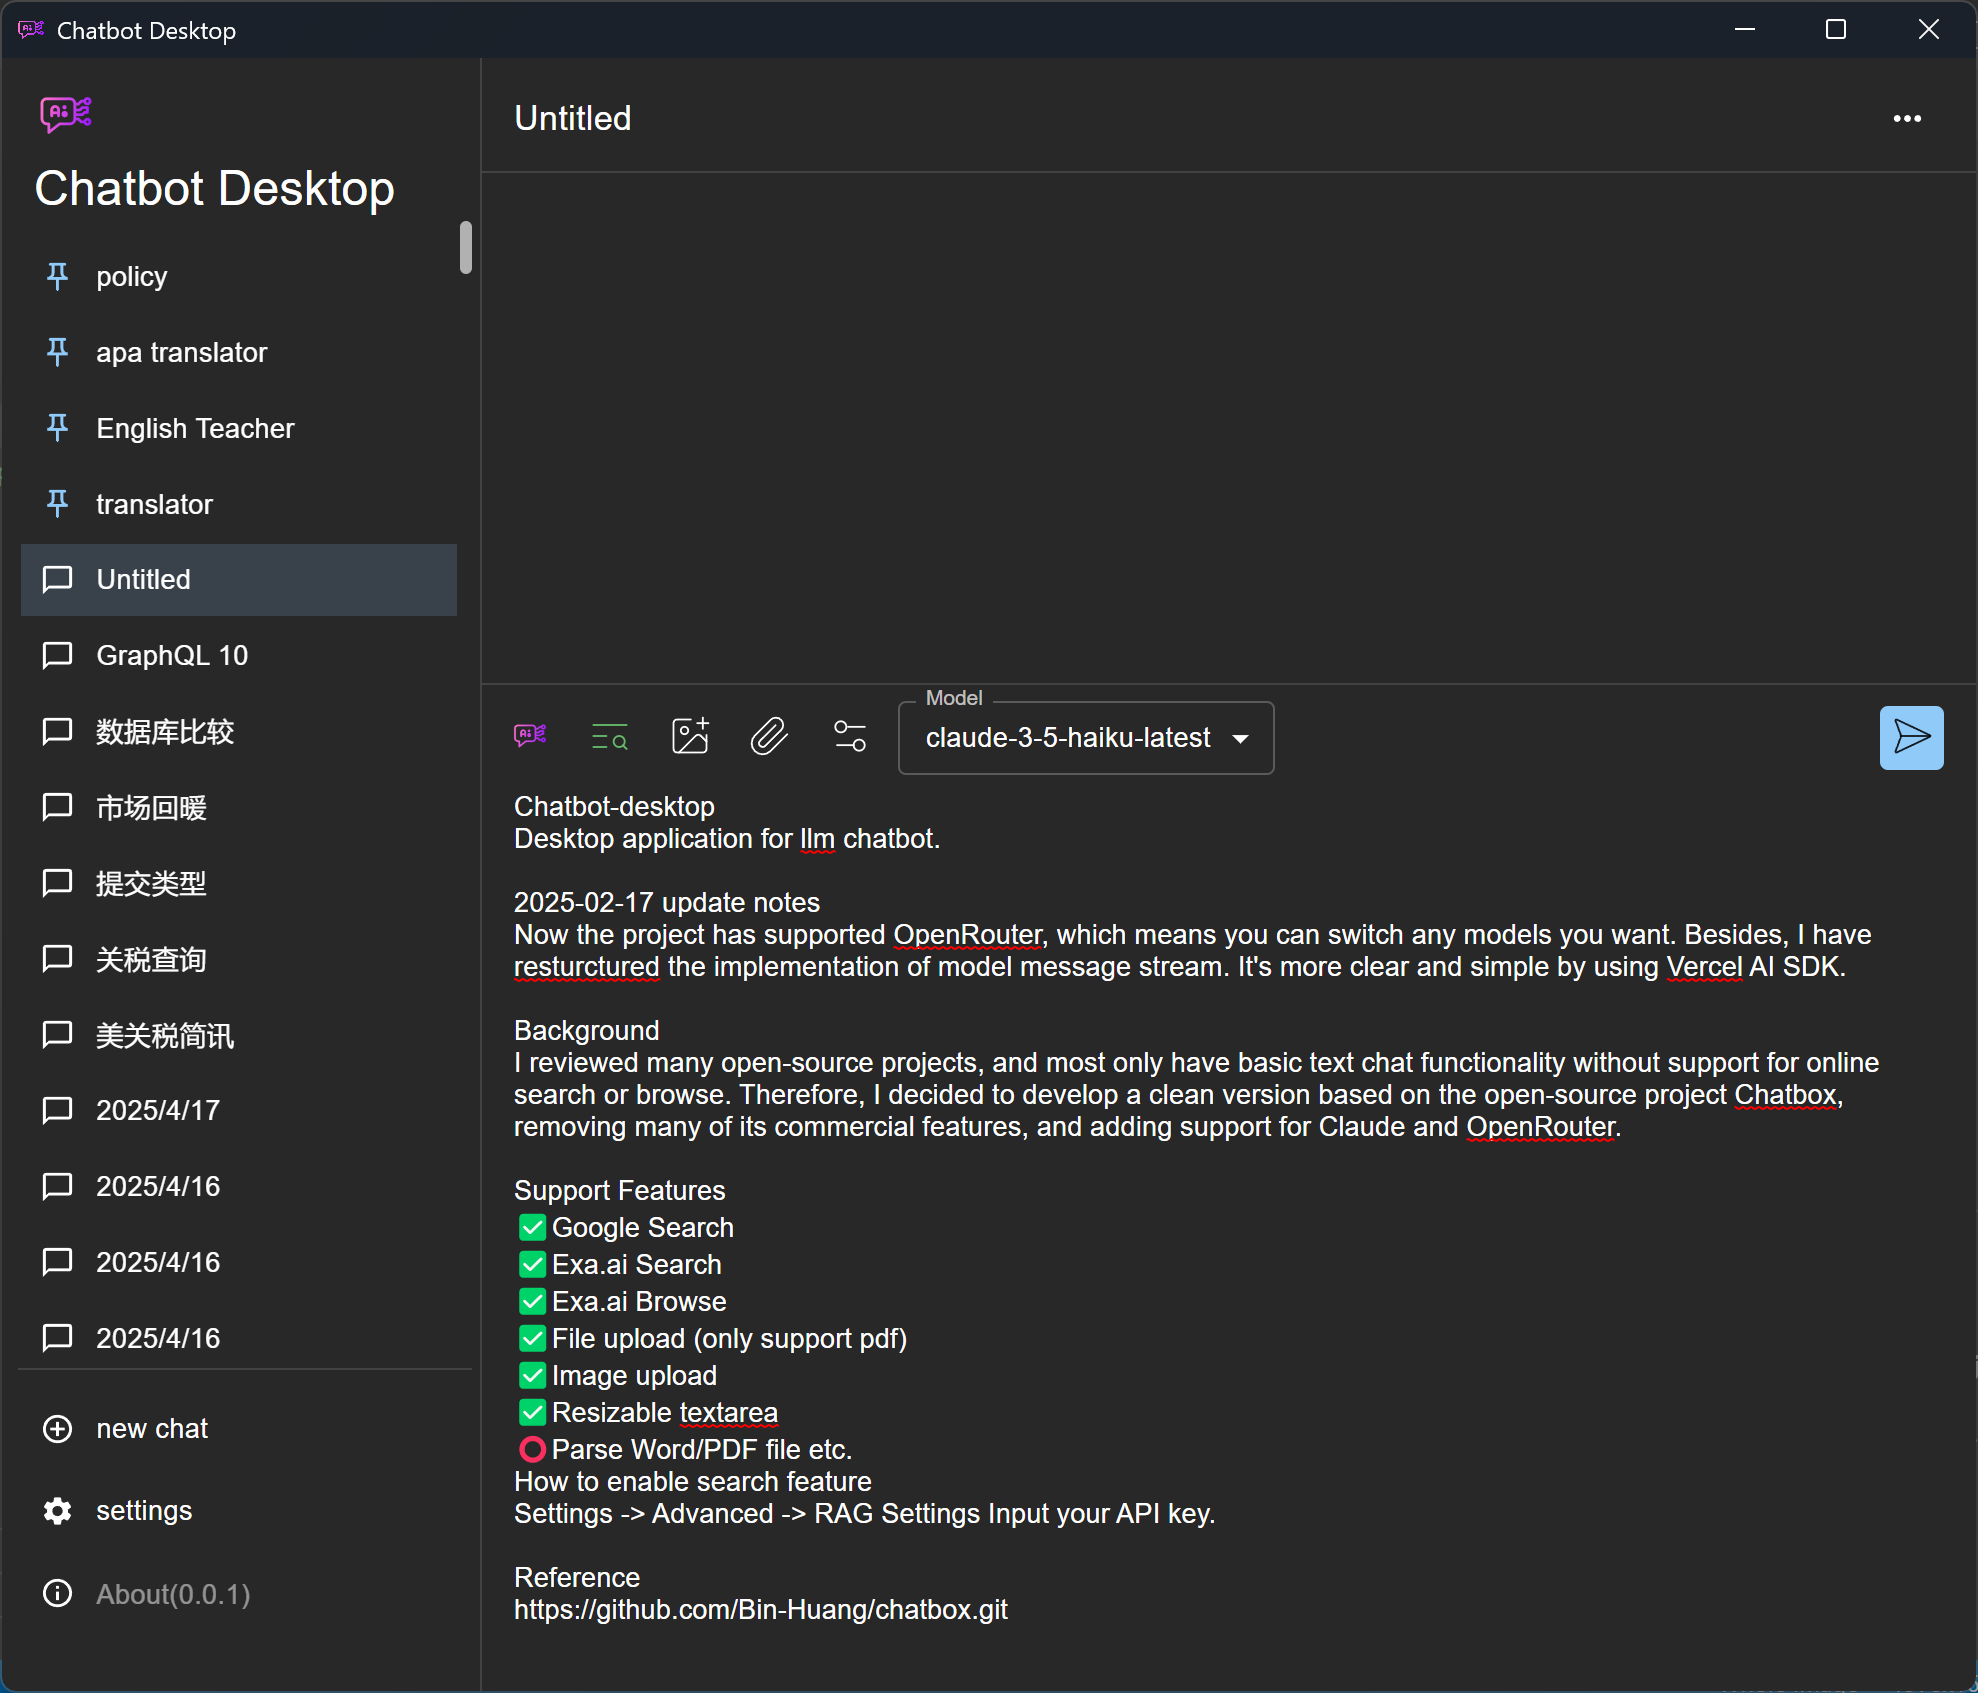 Chatbot Desktop
Chatbot Desktop
policy
apa translator
English Teacher
translator
Untitled
GraphQL 10
数据库比较
市场回暖
提交类型
关税查询
美关税简讯
2025/4/17
2025/4/16
2025/4/16
2025/4/16
new chat
settings
About(0.0.1)
Untitled
Model
claude-3-5-haiku-latest
Chatbot-desktop
Desktop application for llm chatbot.
2025-02-17 update notes
Now the project has supported OpenRouter, which means you can switch any models you want. Besides, I have
resturctured the implementation of model message stream. It's more clear and simple by using Vercel AI SDK.
Background
I reviewed many open-source projects, and most only have basic text chat functionality without support for online
search or browse. Therefore, I decided to develop a clean version based on the open-source project Chatbox,
removing many of its commercial features, and adding support for Claude and OpenRouter.
Support Features
✅Google Search
✅Exa.ai Search
✅Exa.ai Browse
✅File upload (only support pdf)
✅Image upload
✅Resizable textarea
⭕Parse Word/PDF file etc.
How to enable search feature
Settings -> Advanced -> RAG Settings Input your API key.
Reference
https://github.com/Bin-Huang/chatbox.git